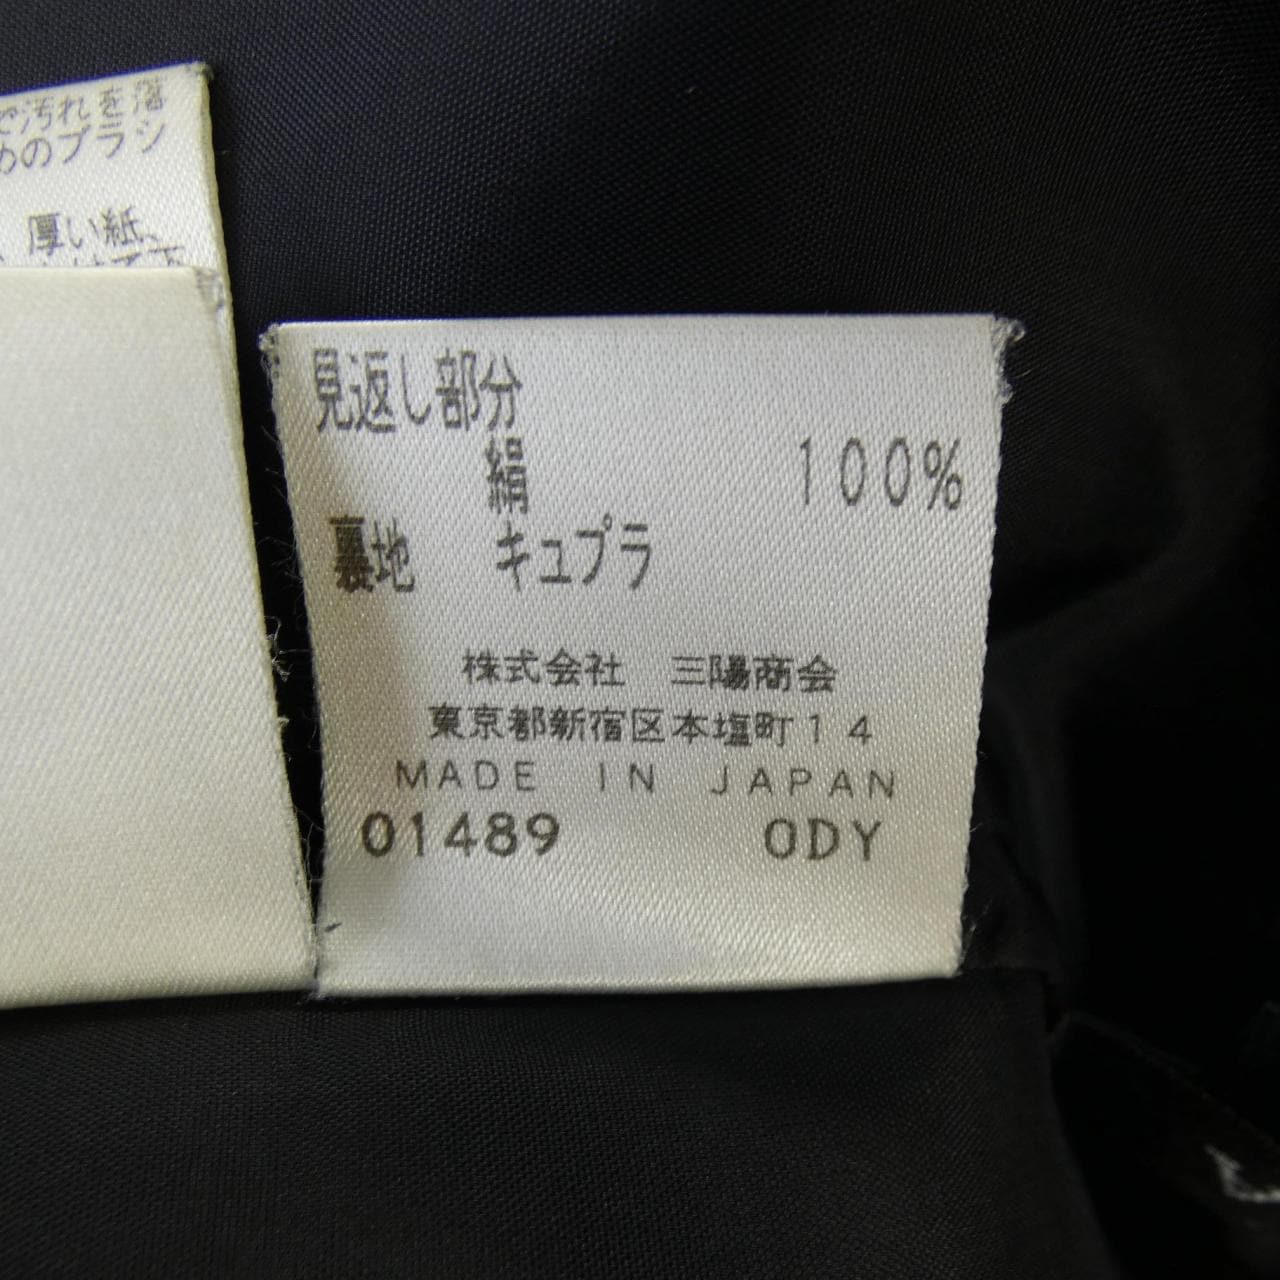 で汚れを落
めのブラシ
厚い紙、
見返し部分
絹 100%
裏地 キュプラ
株式会社 三陽商会
東京都新宿区本塩町14
MADE IN JAPAN
01489 ODY